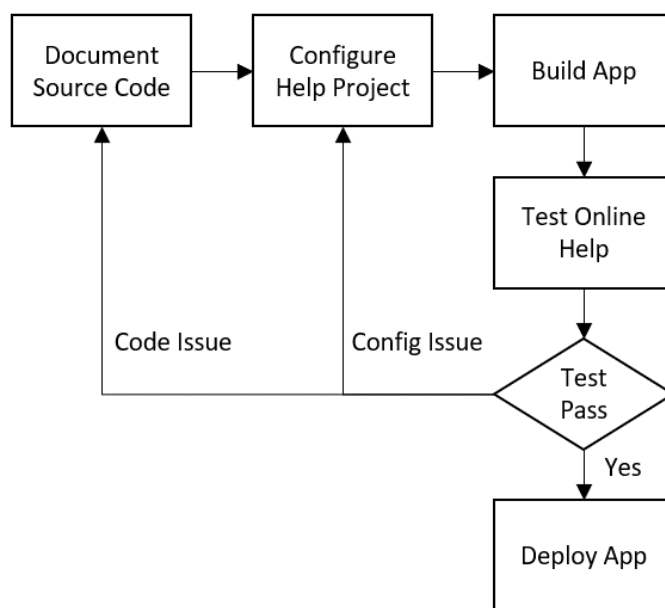 Document
Source Code
Configure
Help Project
Build App
Test Online
Help
Code Issue
Config Issue
Test
Pass
Yes
Deploy App